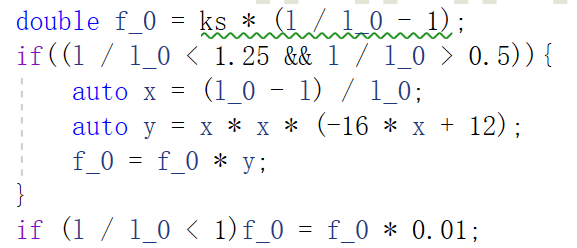 double f_0 = ks * (l / l_0 - 1);
if((l / l_0 < 1.25 && l / l_0 > 0.5)){
auto x = (l_0 - l) / l_0;
auto y = x * x * (-16 * x + 12);
f_0 = f_0 * y;
}
if (l / l_0 < 1)f_0 = f_0 * 0.01;